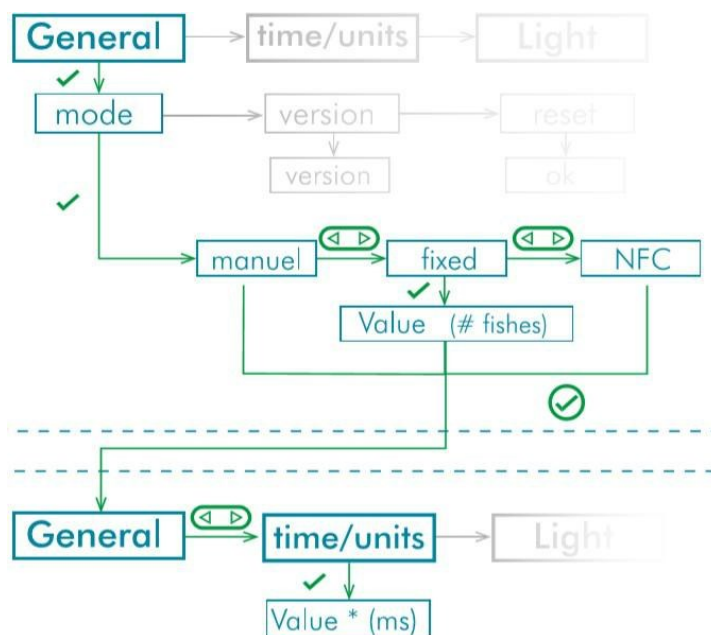 General time/units Light
mode version reset
version ok
manuel fixed NFC
Value (# fishes)
General time/units Light
Value * (ms)